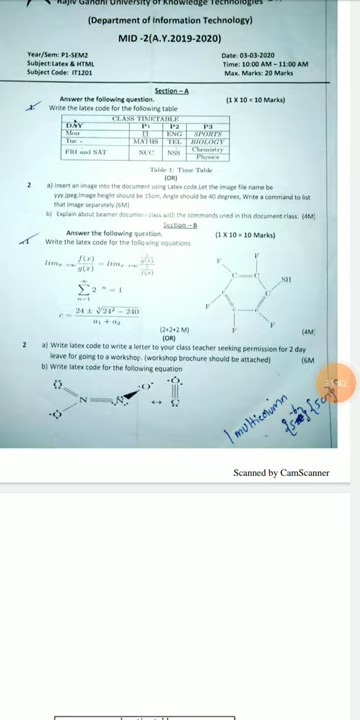 Rajiv Gandhi University of Knowledge Technologies
(Department of Information Technology)
MID -2(A.Y.2019-2020)
Year/Sem: P1-SEM2 Date: 03-03-2020
Subject:Latex & HTML Time: 10:00 AM – 11:00 AM
Subject Code: IT1201 Max. Marks: 20 Marks
Section – A
Answer the following question. (1 X 10 = 10 Marks)
Write the latex code for the following table
CLASS TIMETABLE
DAY P1 P2 P3
Mon IT ENG SPORTS
Tue MATHS TEL BIOLOGY
FRI and SAT NCC NSS Chemistry
Physics
Table 1: Time Table
(OR)
2 a) Insert an image into the document using Latex code.Let the image file name be
yyy.jpeg.Image height should be 15cm, Angle should be 40 degrees, Write a command to list
that image separately.(6M)
b) Explain about beamer document class with the commands used in this document class. (4M)
Section – B
Answer the following question. (1 X 10 = 10 Marks)
Write the latex code for the following equations
F F
C C SH
F F
F
24 ± √24² − 240
a₁ + a₂
(2+2+2 M) (4M)
(OR)
2 a) Write latex code to write a letter to your class teacher seeking permission for 2 day
leave for going to a workshop. (workshop brochure should be attached) (6M
b) Write latex code for the following equation
N
1 multicolumn
Scanned by CamScanner